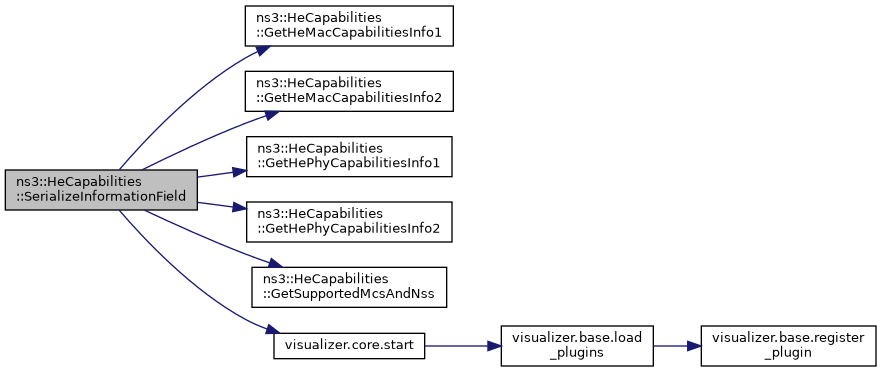 ns3::HeCapabilities
::GetHeMacCapabilitiesInfo1
ns3::HeCapabilities
::GetHeMacCapabilitiesInfo2
ns3::HeCapabilities
::GetHePhyCapabilitiesInfo1
ns3::HeCapabilities
::SerializeInformationField
ns3::HeCapabilities
::GetHePhyCapabilitiesInfo2
ns3::HeCapabilities
::GetSupportedMcsAndNss
visualizer.core.start
visualizer.base.load
_plugins
visualizer.base.register
_plugin